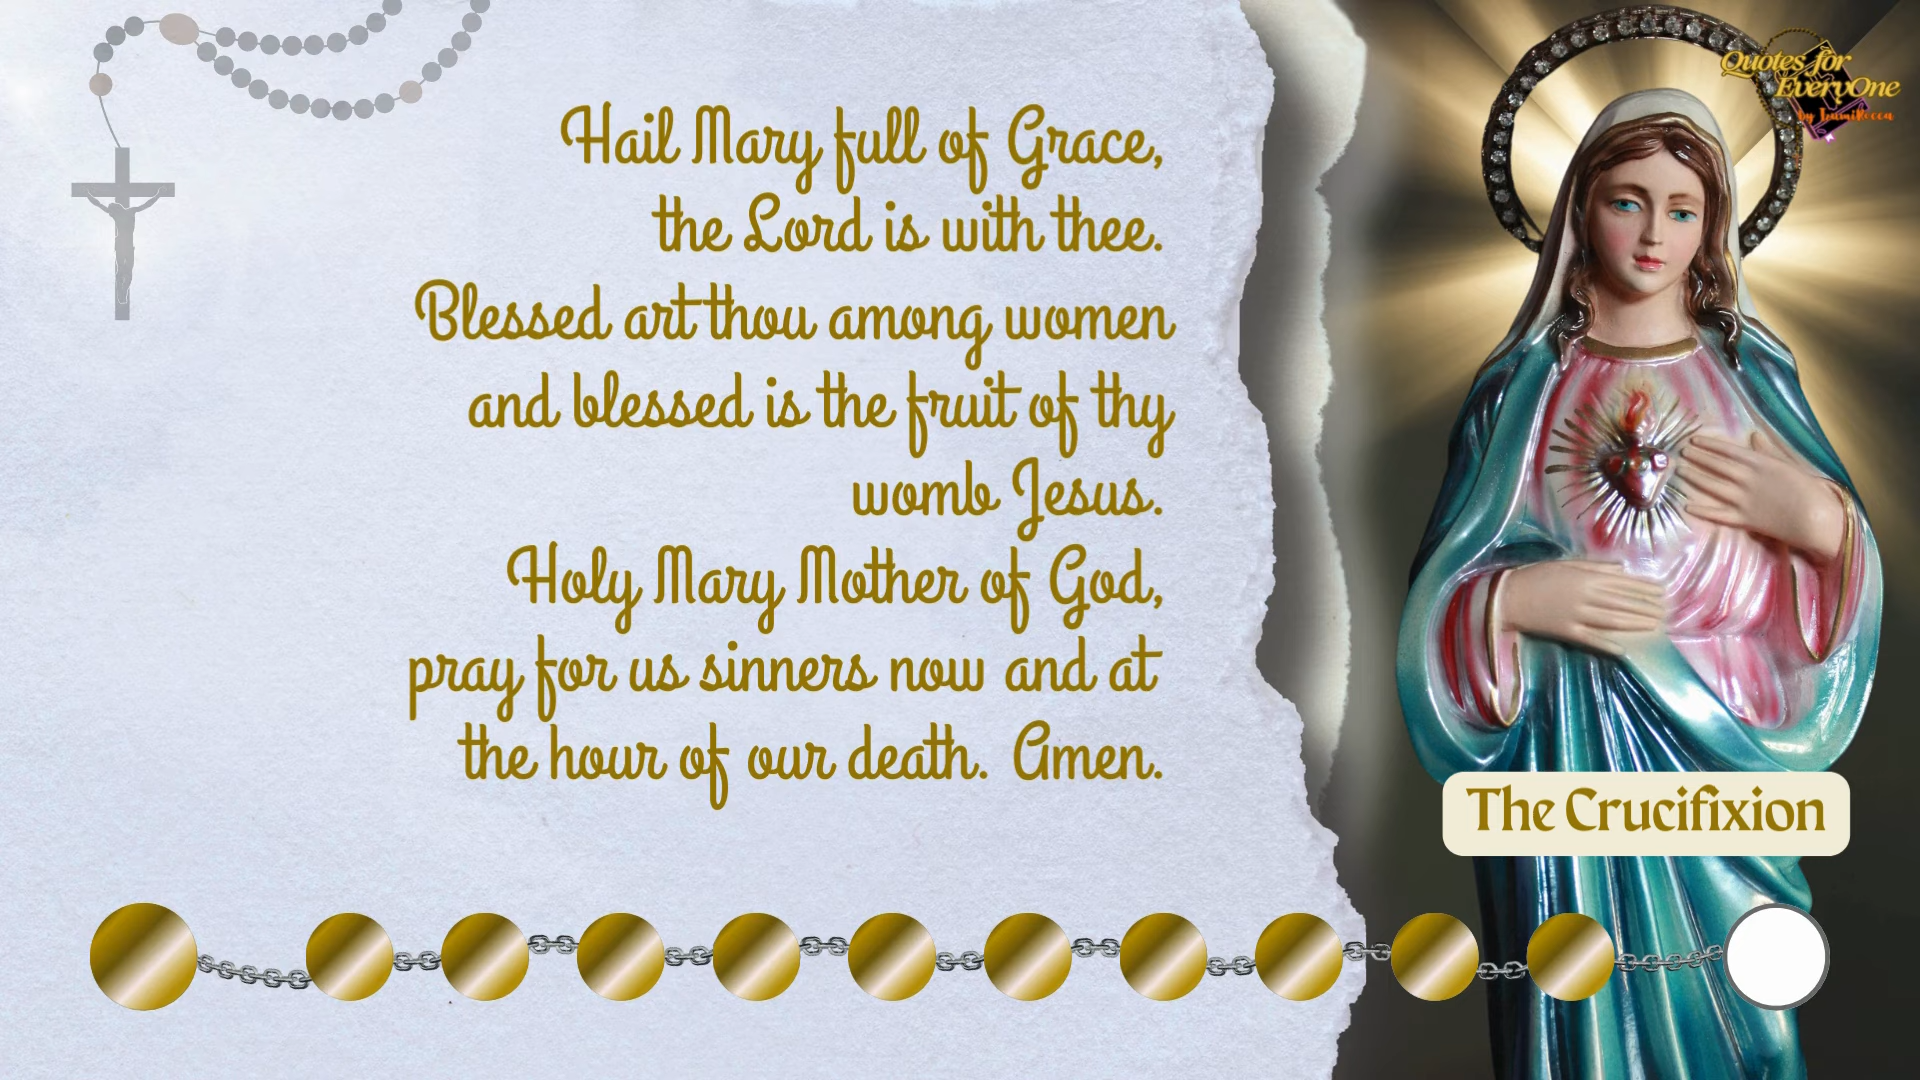 Hail Mary full of Grace,
the Lord is with thee.
Blessed art thou among women
and blessed is the fruit of thy
womb Jesus.
Holy Mary Mother of God,
pray for us sinners now and at
the hour of our death. Amen.
Quotes for
EveryOne
by LumiRocca
The Crucifixion